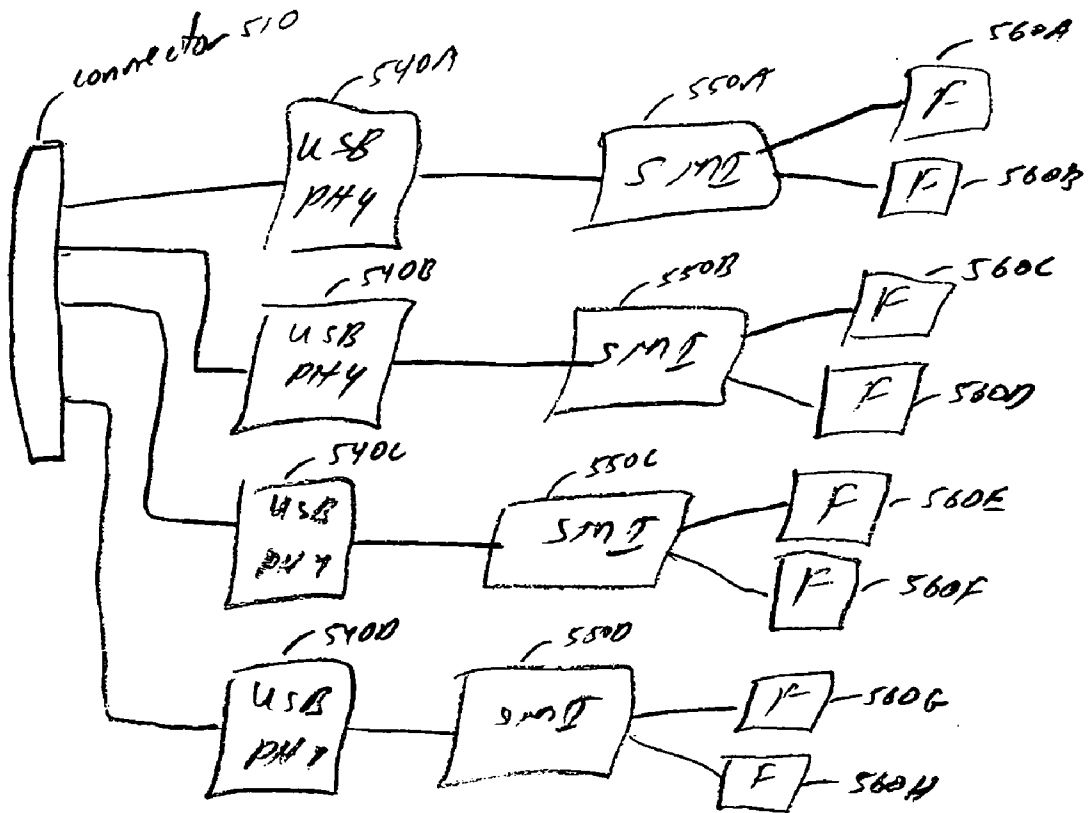 connector 510
540A
USB
PHY
550A
SMI
560A
F
F
560B
540B
USB
PHY
550B
SMI
560C
F
F
560D
540C
USB
PHY
550C
SMI
560E
F
F
560F
540D
USB
PHY
550D
SMI
560G
F
F
560H